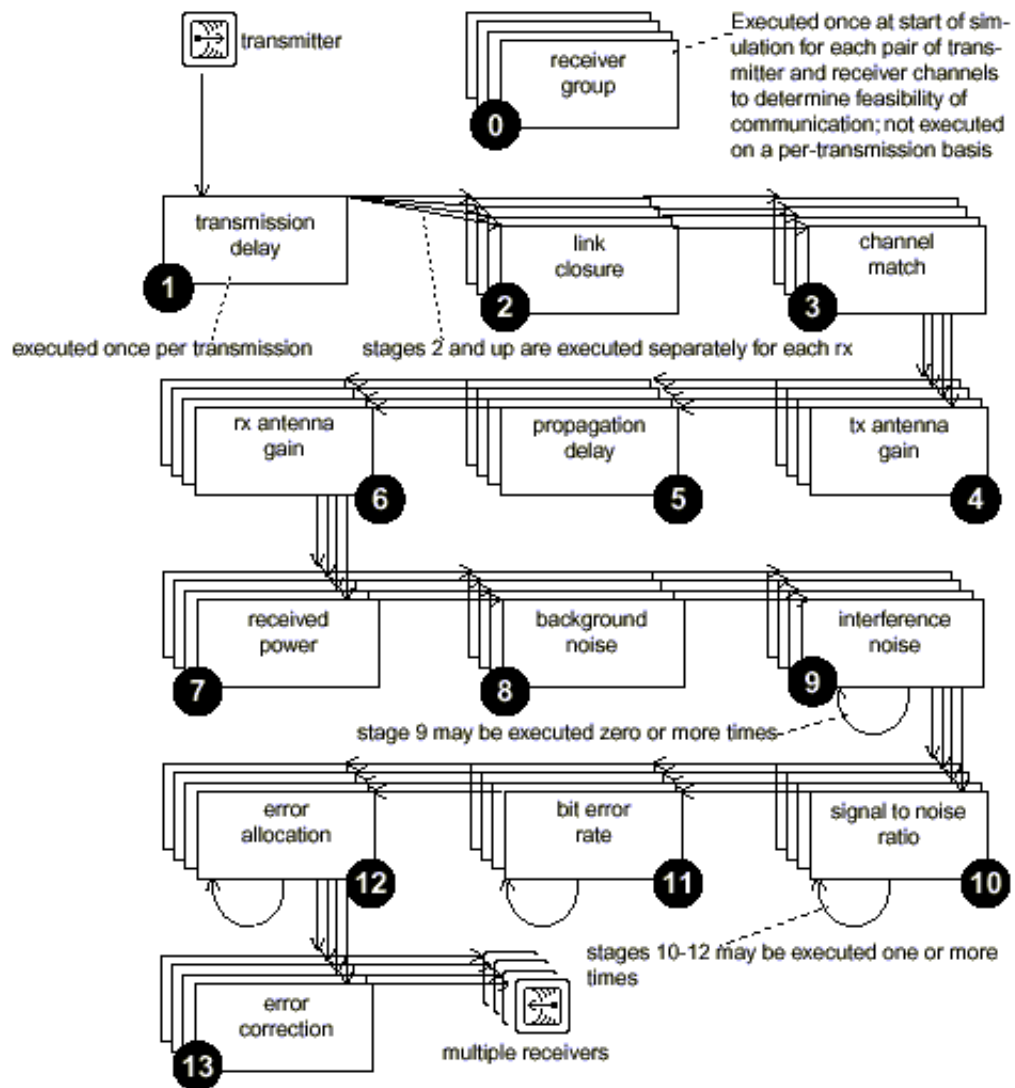 transmitter
receiver
group
0
Executed once at start of sim-
ulation for each pair of trans-
mitter and receiver channels
to determine feasibility of
communication; not executed
on a per-transmission basis
transmission
delay
1
link
closure
2
channel
match
3
executed once per transmission
stages 2 and up are executed separately for each rx
rx antenna
gain
6
propagation
delay
5
tx antenna
gain
4
received
power
7
background
noise
8
interference
noise
9
stage 9 may be executed zero or more times
error
allocation
12
bit error
rate
11
signal to noise
ratio
10
stages 10-12 may be executed one or more
times
error
correction
13
multiple receivers